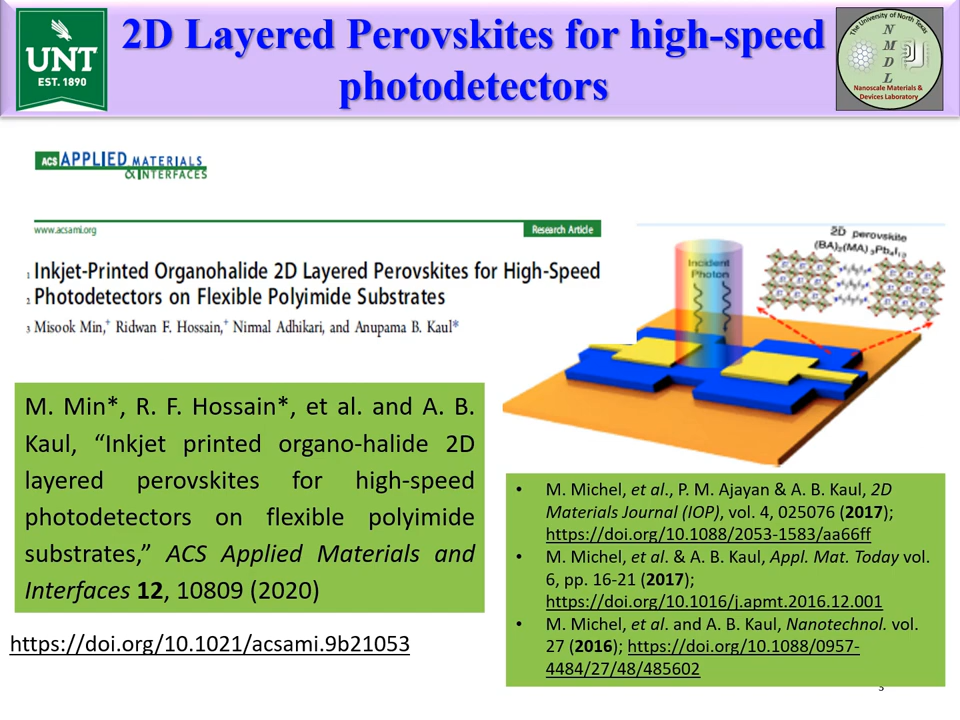 2D Layered Perovskites for high-speed
photodetectors
UNT
EST. 1890
The University of North Texas
N
M
D
L
Nanoscale Materials &
Devices Laboratory
ACS APPLIED MATERIALS
& INTERFACES
www.acsami.org
Research Article
1 Inkjet-Printed Organohalide 2D Layered Perovskites for High-Speed
2 Photodetectors on Flexible Polyimide Substrates
3 Misook Min,† Ridwan F. Hossain,† Nirmal Adhikari, and Anupama B. Kaul*
Incident
Photon
2D perovskite
(BA)2(MA)3Pb4I13
M. Min*, R. F. Hossain*, et al. and A. B.
Kaul, “Inkjet printed organo-halide 2D
layered perovskites for high-speed
photodetectors on flexible polyimide
substrates,” ACS Applied Materials and
Interfaces 12, 10809 (2020)
https://doi.org/10.1021/acsami.9b21053
• M. Michel, et al., P. M. Ajayan & A. B. Kaul, 2D
Materials Journal (IOP), vol. 4, 025076 (2017);
https://doi.org/10.1088/2053-1583/aa66ff
• M. Michel, et al. & A. B. Kaul, Appl. Mat. Today vol.
6, pp. 16-21 (2017);
https://doi.org/10.1016/j.apmt.2016.12.001
• M. Michel, et al. and A. B. Kaul, Nanotechnol. vol.
27 (2016); https://doi.org/10.1088/0957-
4484/27/48/485602
3